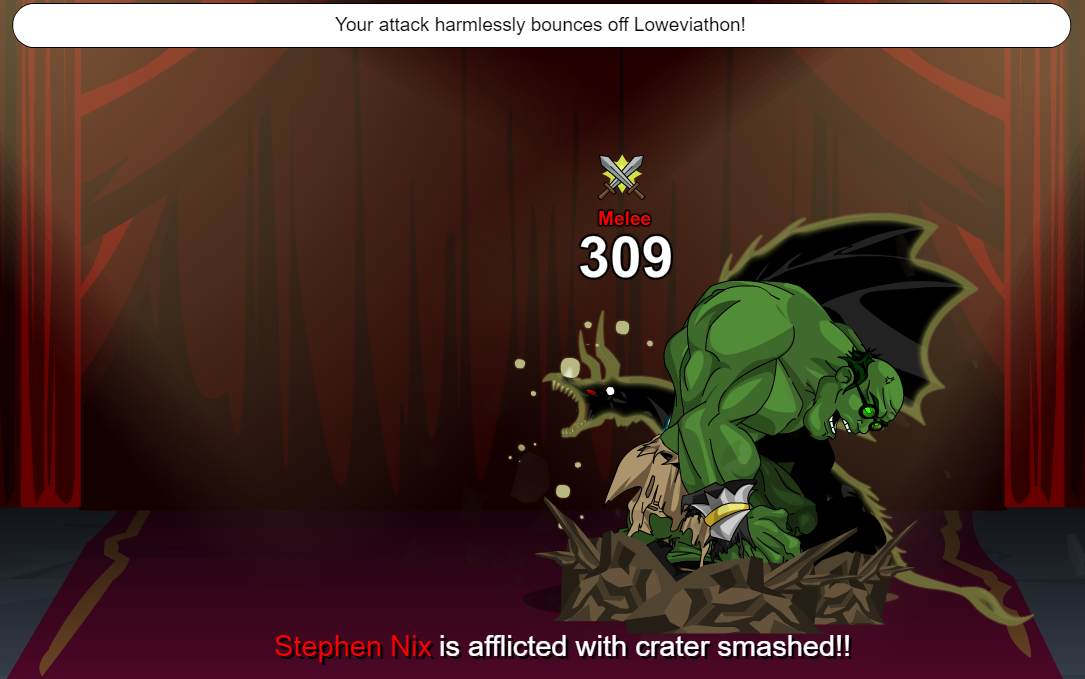 Your attack harmlessly bounces off Loweviathon!
Melee
309
Stephen Nix is afflicted with crater smashed!!